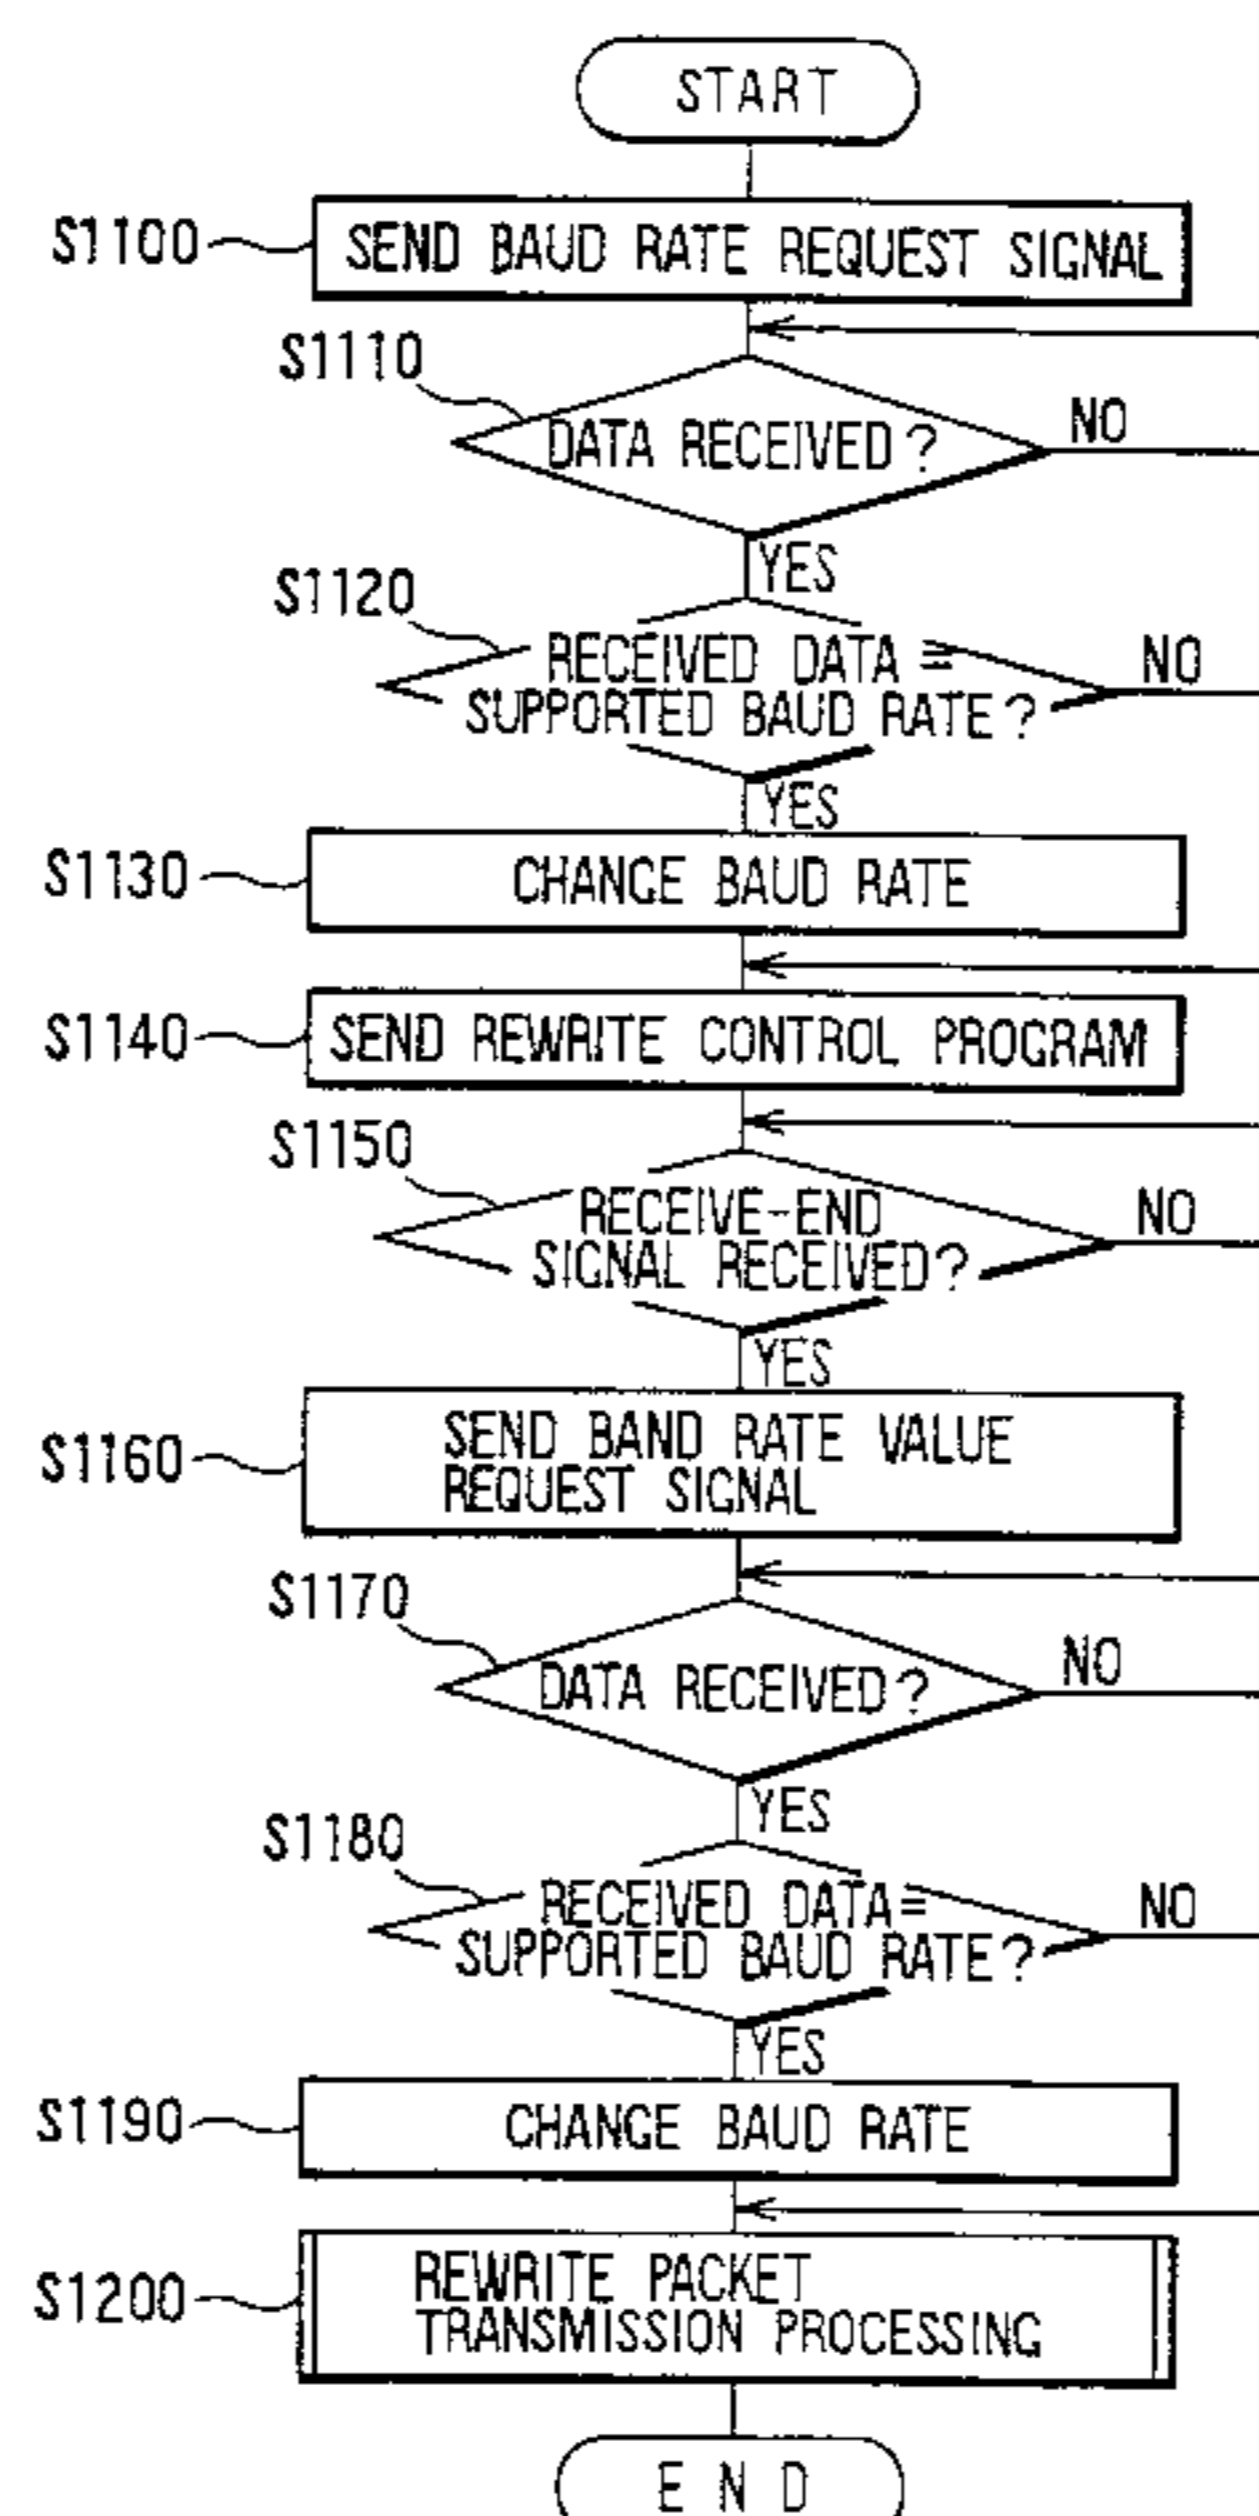 START
S1100
SEND BAUD RATE REQUEST SIGNAL
S1110
DATA RECEIVED?
NO
YES
S1120
RECEIVED DATA =
SUPPORTED BAUD RATE?
NO
YES
S1130
CHANGE BAUD RATE
S1140
SEND REWRITE CONTROL PROGRAM
S1150
RECEIVE-END
SIGNAL RECEIVED?
NO
YES
S1160
SEND BAND RATE VALUE
REQUEST SIGNAL
S1170
DATA RECEIVED?
NO
YES
S1180
RECEIVED DATA=
SUPPORTED BAUD RATE?
NO
YES
S1190
CHANGE BAUD RATE
S1200
REWRITE PACKET
TRANSMISSION PROCESSING
END